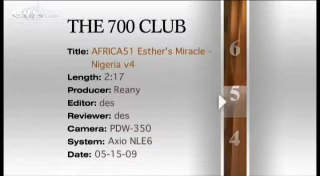 THE 700 CLUB
Title: AFRICA51 Esther's Miracle -
Nigeria v4
Length: 2:17
Producer: Reany
Editor: des
Reviewer: des
Camera: PDW-350
System: Axio NLE6
Date: 05-15-09
6
5
4